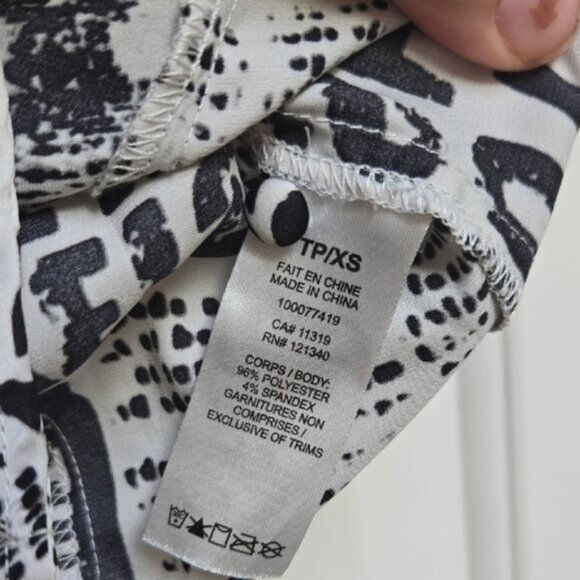 TP/XS
FAIT EN CHINE
MADE IN CHINA
100077419
CA# 11319
RN# 121340
CORPS / BODY:
96% POLYESTER
4% SPANDEX
GARNITURES NON
COMPRISES /
EXCLUSIVE OF TRIMS